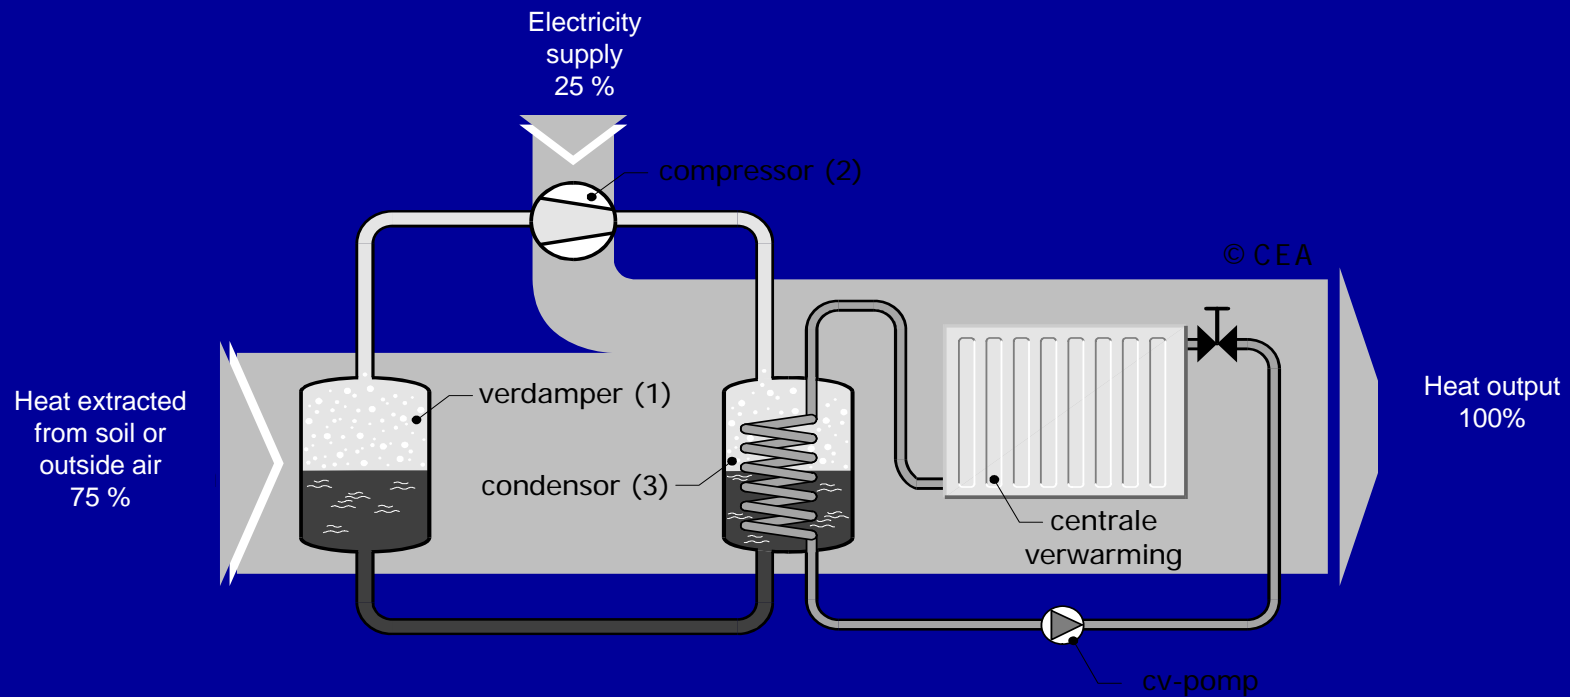 Electricity
supply
25 %
compressor (2)
© CEA
verdamper (1)
Heat extracted
from soil or
outside air
75 %
Heat output
100%
condensor (3)
centrale
verwarming
cv-pomp